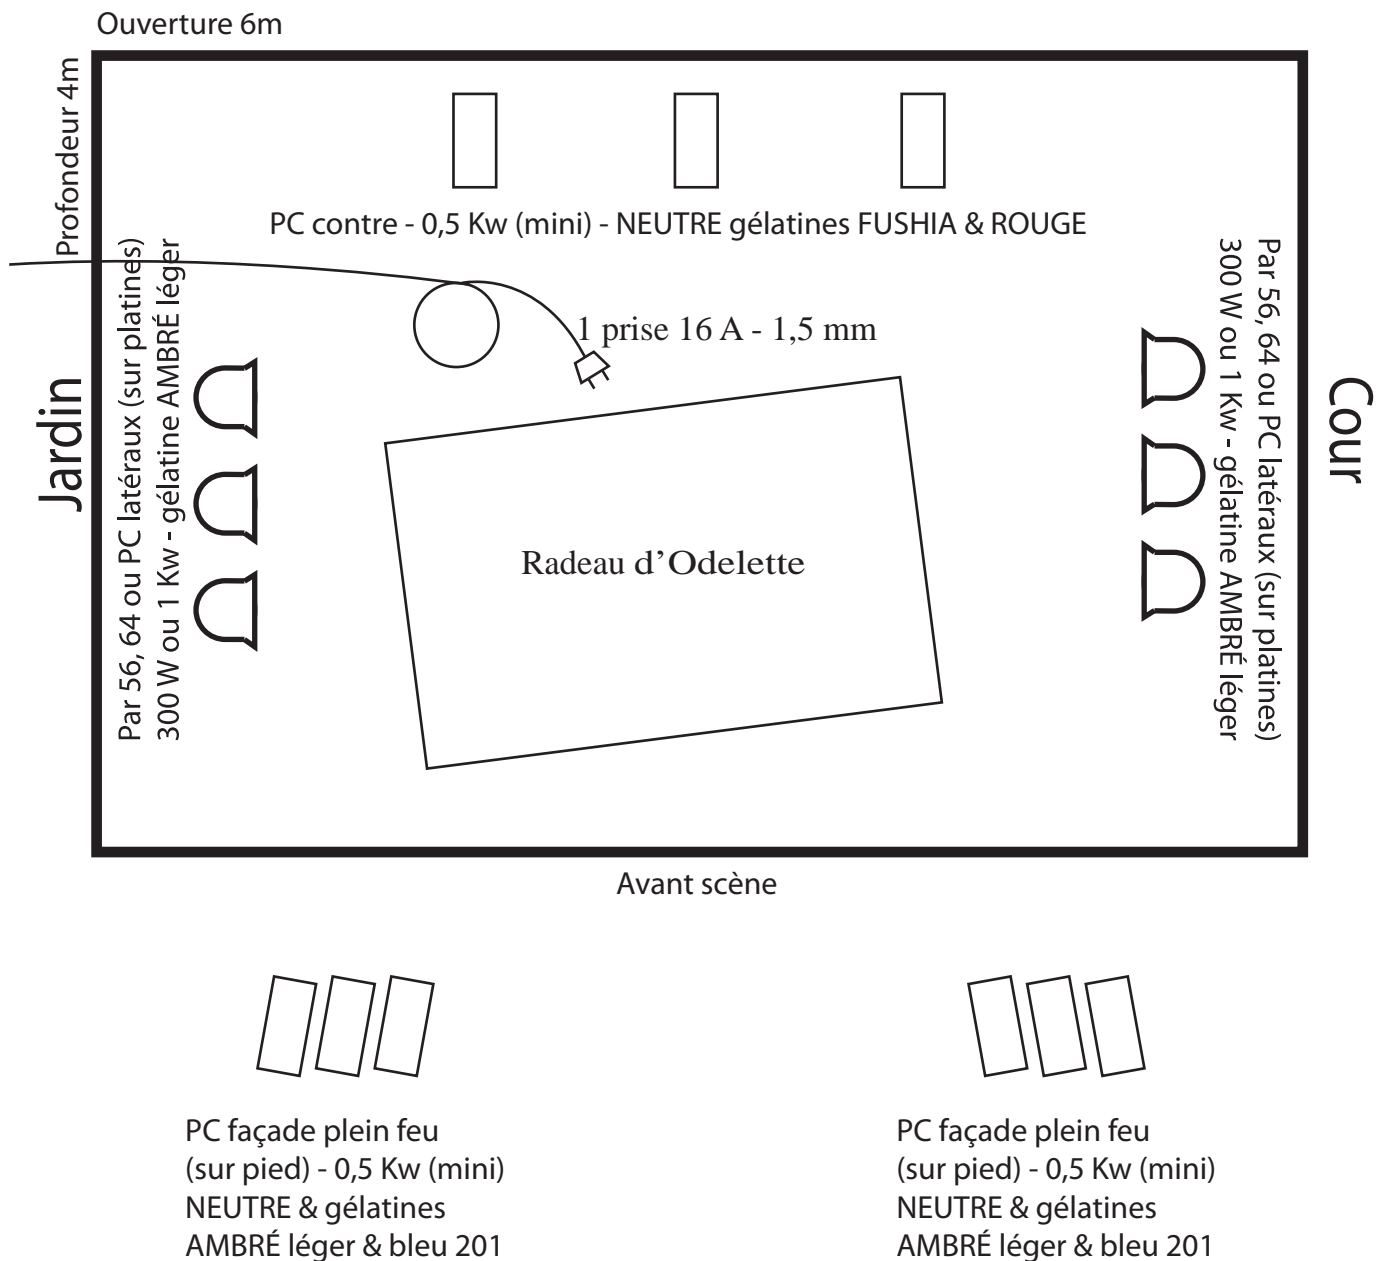 Ouverture 6m
Profondeur 4m
PC contre - 0,5 Kw (mini) - NEUTRE gélatines FUSHIA & ROUGE
1 prise 16 A - 1,5 mm
Jardin
Par 56, 64 ou PC latéraux (sur platines)
300 W ou 1 Kw - gélatine AMBRÉ léger
Radeau d’Odelette
Par 56, 64 ou PC latéraux (sur platines)
300 W ou 1 Kw - gélatine AMBRÉ léger
Cour
Avant scène
PC façade plein feu
(sur pied) - 0,5 Kw (mini)
NEUTRE & gélatines
AMBRÉ léger & bleu 201
PC façade plein feu
(sur pied) - 0,5 Kw (mini)
NEUTRE & gélatines
AMBRÉ léger & bleu 201